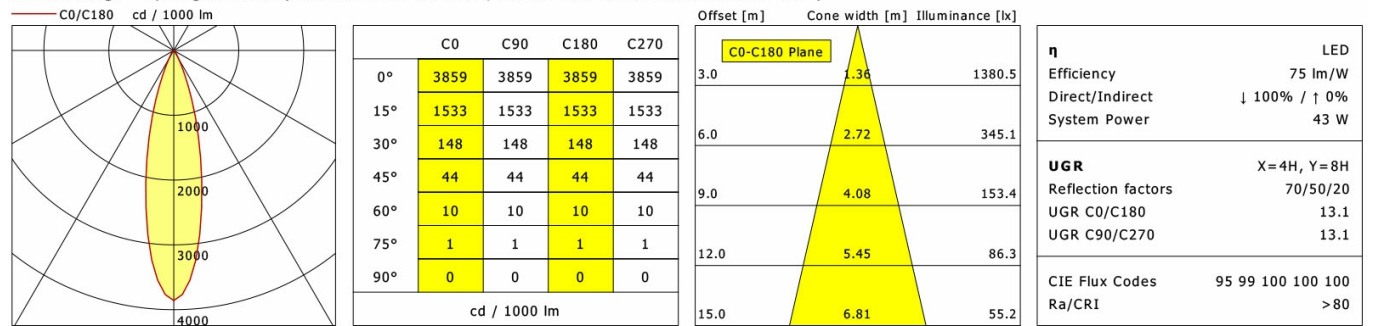 C0/C180 cd / 1000 lm
1000
2000
3000
4000
C0 C90 C180 C270
0° 3859 3859 3859 3859
15° 1533 1533 1533 1533
30° 148 148 148 148
45° 44 44 44 44
60° 10 10 10 10
75° 1 1 1 1
90° 0 0 0 0
cd / 1000 lm
Offset [m] Cone width [m] Illuminance [lx]
C0-C180 Plane
3.0 1.36 1380.5
6.0 2.72 345.1
9.0 4.08 153.4
12.0 5.45 86.3
15.0 6.81 55.2
η LED
Efficiency 75 lm/W
Direct/Indirect ↓ 100% / ↑ 0%
System Power 43 W
UGR X=4H, Y=8H
Reflection factors 70/50/20
UGR C0/C180 13.1
UGR C90/C270 13.1
CIE Flux Codes 95 99 100 100 100
Ra/CRI >80